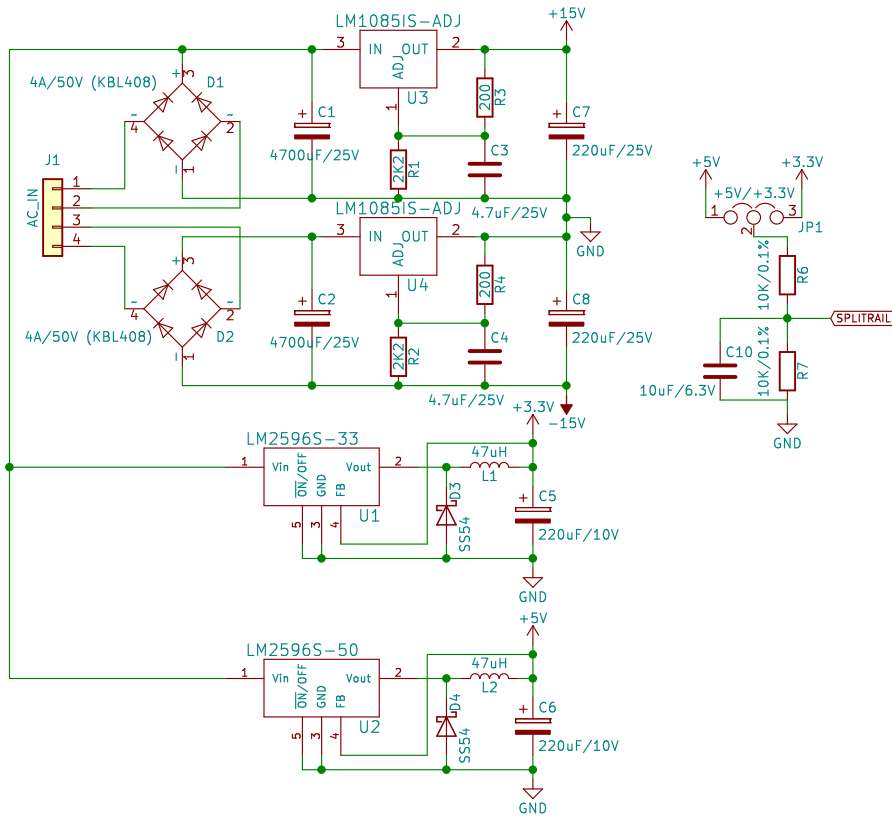 LM1085IS-ADJ
+15V
3
IN
OUT
2
ADJ
1
U3
4A/50V (KBL408)
+
3
D1
~
4
~
2
-
1
+
C1
4700uF/25V
200
R3
2K2
R1
C3
4.7uF/25V
+
C7
220uF/25V
GND
J1
AC_IN
1
2
3
4
LM1085IS-ADJ
3
IN
OUT
2
ADJ
1
U4
+
3
~
4
~
2
-
1
4A/50V (KBL408)
D2
+
C2
4700uF/25V
200
R4
2K2
R2
C4
4.7uF/25V
+
C8
220uF/25V
-15V
+5V
+3.3V
+5V/+3.3V
1
2
3
JP1
10K/0.1%
R6
SPLITRAIL
C10
10uF/6.3V
10K/0.1%
R7
GND
LM2596S-33
+3.3V
1
Vin
Vout
2
ON/OFF
GND
FB
5
3
4
U1
47uH
L1
D3
SS54
+
C5
220uF/10V
GND
LM2596S-50
+5V
1
Vin
Vout
2
ON/OFF
GND
FB
5
3
4
U2
47uH
L2
D4
SS54
+
C6
220uF/10V
GND